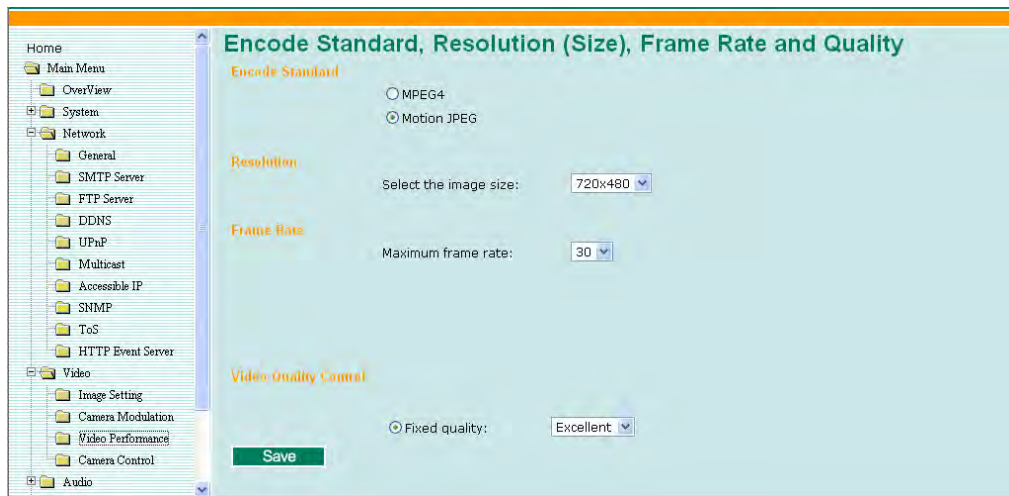 Home
Main Menu
OverView
System
Network
General
SMTP Server
FTP Server
DDNS
UPnP
Multicast
Accessible IP
SNMP
ToS
HTTP Event Server
Video
Image Setting
Camera Modulation
Video Performance
Camera Control
Audio
Encode Standard, Resolution (Size), Frame Rate and Quality
Encode Standard
MPEG4
Motion JPEG
Resolution
Select the image size: 720x480
Frame Rate
Maximum frame rate: 30
Video Quality Control
Fixed quality: Excellent
Save